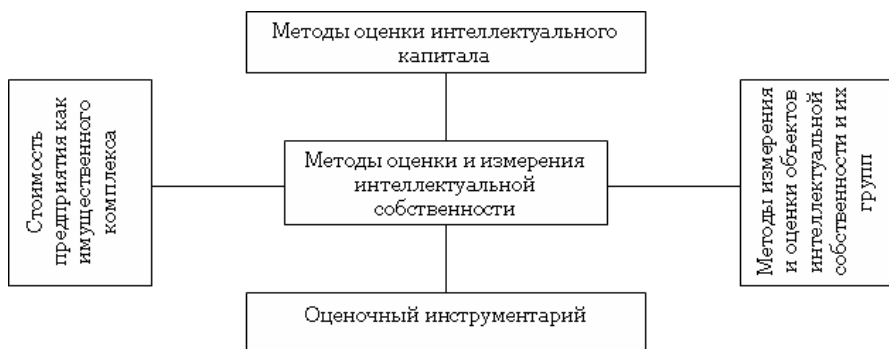 Методы оценки интеллектуального
капитала
Стоимость
предприятия как
имущественного
комплекса
Методы оценки и измерения
интеллектуальной
собственности
Методы измерения
и оценки объектов
интеллектуальной
собственности и их
групп
Оценочный инструментарий